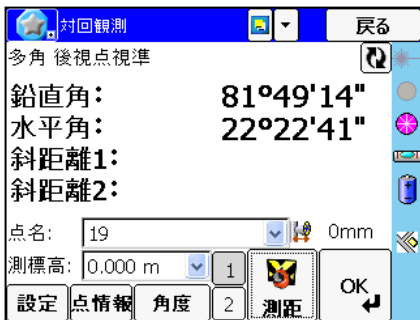 対回観測 戻る
多角 後視点視準
鉛直角: 81°49'14"
水平角: 22°22'41"
斜距離1:
斜距離2:
点名: 19 0mm
測標高: 0.000 m 1
設定 点情報 角度 2 測距 OK